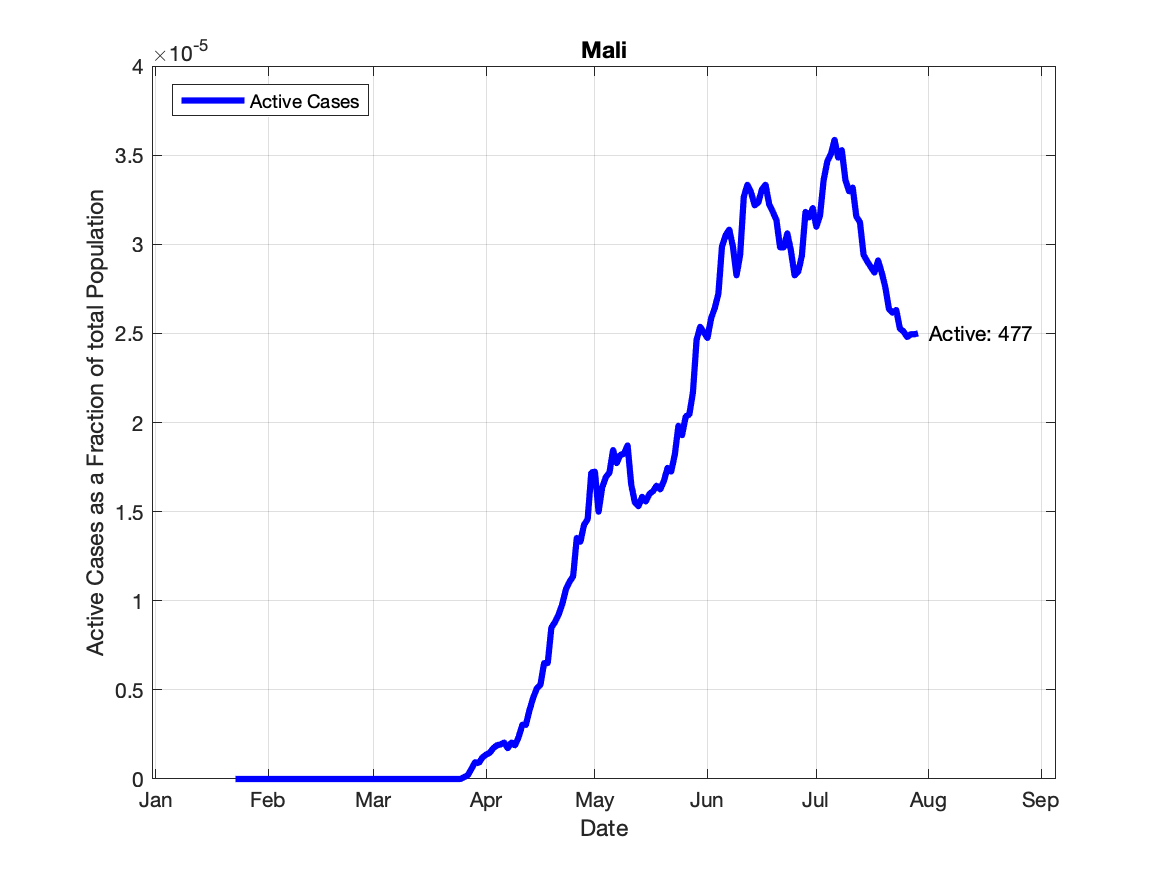 Mali
×10-5
Active Cases
4
3.5
3
2.5
2
1.5
1
0.5
0
Active Cases as a Fraction of total Population
Active: 477
Jan Feb Mar Apr May Jun Jul Aug Sep
Date